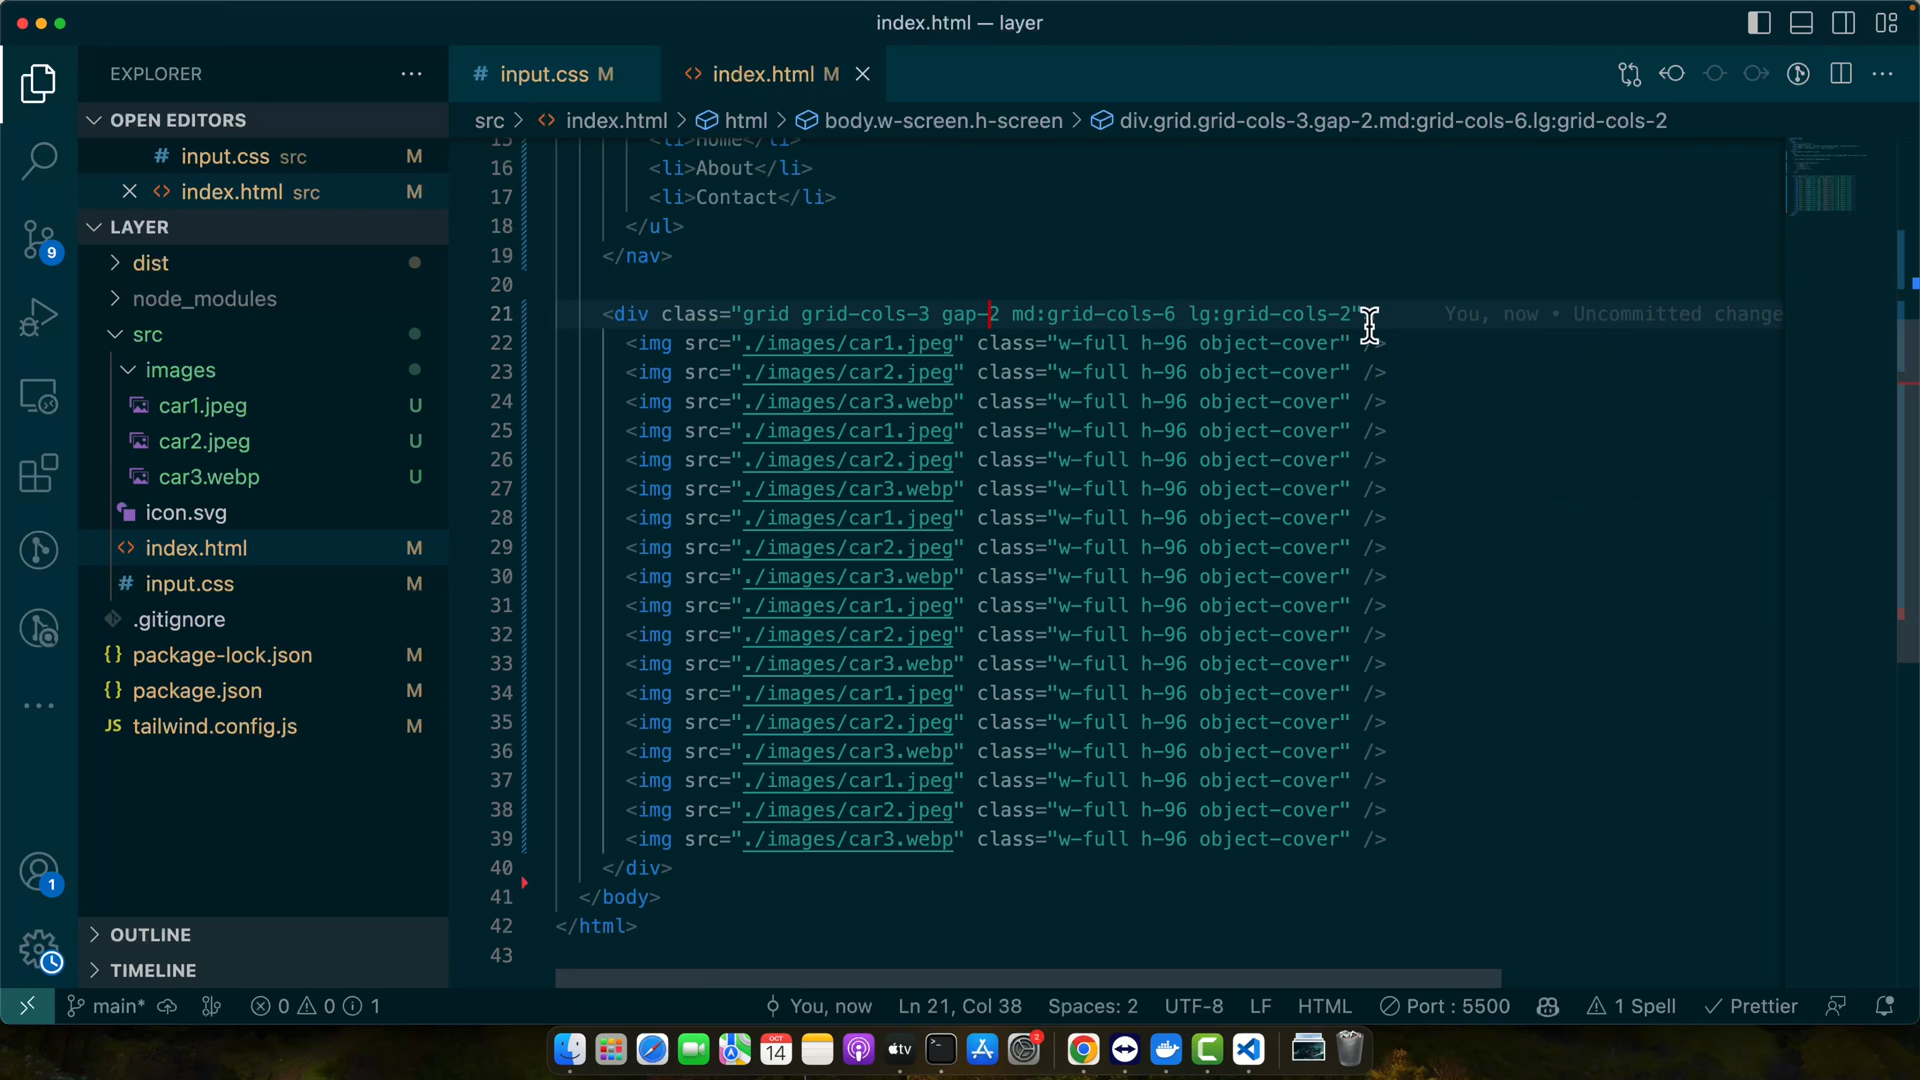 index.html — layer
EXPLORER
OPEN EDITORS
# input.css src M
index.html src M
LAYER
dist
node_modules
src
images
car1.jpeg U
car2.jpeg U
car3.webp U
icon.svg
index.html M
# input.css M
.gitignore
{} package-lock.json M
{} package.json M
JS tailwind.config.js M
OUTLINE
TIMELINE
9
1
# input.css M
<> index.html M
src > <> index.html > html > body.w-screen.h-screen > div.grid.grid-cols-3.gap-2.md:grid-cols-6.lg:grid-cols-2
15 <li>Home</li>
16 <li>About</li>
17 <li>Contact</li>
18 </ul>
19 </nav>
20
21 <div class="grid grid-cols-3 gap-2 md:grid-cols-6 lg:grid-cols-2" You, now • Uncommitted change
22 <img src="./images/car1.jpeg" class="w-full h-96 object-cover" />
23 <img src="./images/car2.jpeg" class="w-full h-96 object-cover" />
24 <img src="./images/car3.webp" class="w-full h-96 object-cover" />
25 <img src="./images/car1.jpeg" class="w-full h-96 object-cover" />
26 <img src="./images/car2.jpeg" class="w-full h-96 object-cover" />
27 <img src="./images/car3.webp" class="w-full h-96 object-cover" />
28 <img src="./images/car1.jpeg" class="w-full h-96 object-cover" />
29 <img src="./images/car2.jpeg" class="w-full h-96 object-cover" />
30 <img src="./images/car3.webp" class="w-full h-96 object-cover" />
31 <img src="./images/car1.jpeg" class="w-full h-96 object-cover" />
32 <img src="./images/car2.jpeg" class="w-full h-96 object-cover" />
33 <img src="./images/car3.webp" class="w-full h-96 object-cover" />
34 <img src="./images/car1.jpeg" class="w-full h-96 object-cover" />
35 <img src="./images/car2.jpeg" class="w-full h-96 object-cover" />
36 <img src="./images/car3.webp" class="w-full h-96 object-cover" />
37 <img src="./images/car1.jpeg" class="w-full h-96 object-cover" />
38 <img src="./images/car2.jpeg" class="w-full h-96 object-cover" />
39 <img src="./images/car3.webp" class="w-full h-96 object-cover" />
40 </div>
41 </body>
42 </html>
43
main* 0 0 1 You, now Ln 21, Col 38 Spaces: 2 UTF-8 LF HTML Port : 5500 1 Spell Prettier
OCT
14
tv
2